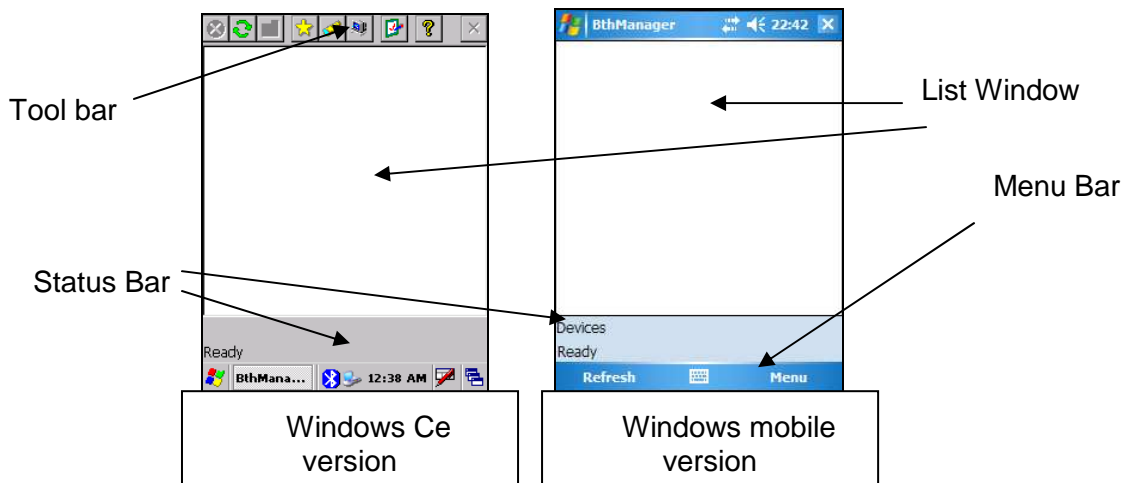 BthManager 22:42
Tool bar
List Window
Menu Bar
Status Bar
Ready
Devices
Ready
BthMana... 12:38 AM
Refresh Menu
Windows Ce
version
Windows mobile
version